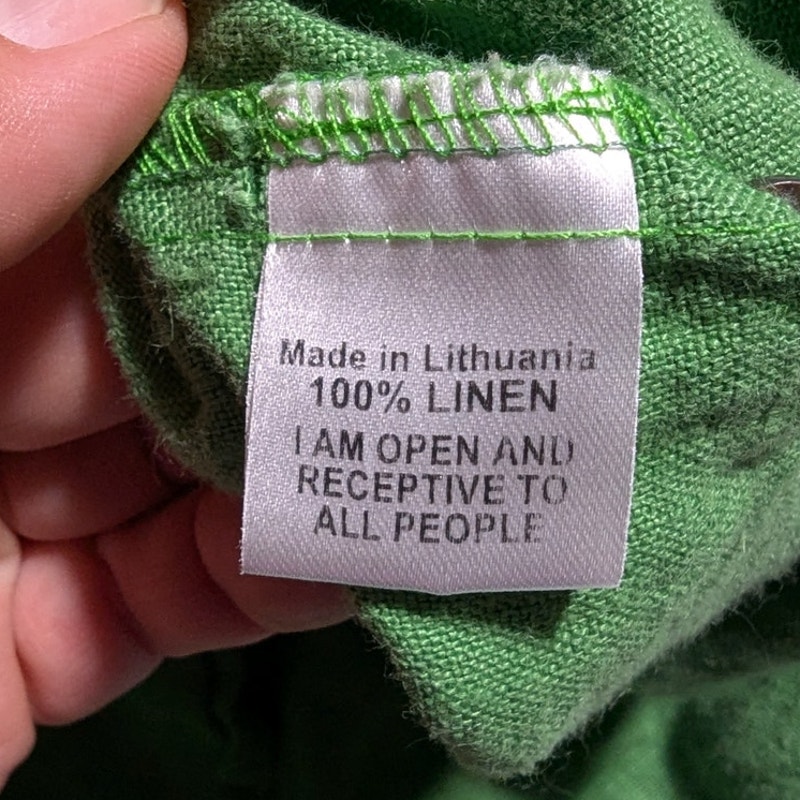 Made in Lithuania
100% LINEN
I AM OPEN AND
RECEPTIVE TO
ALL PEOPLE